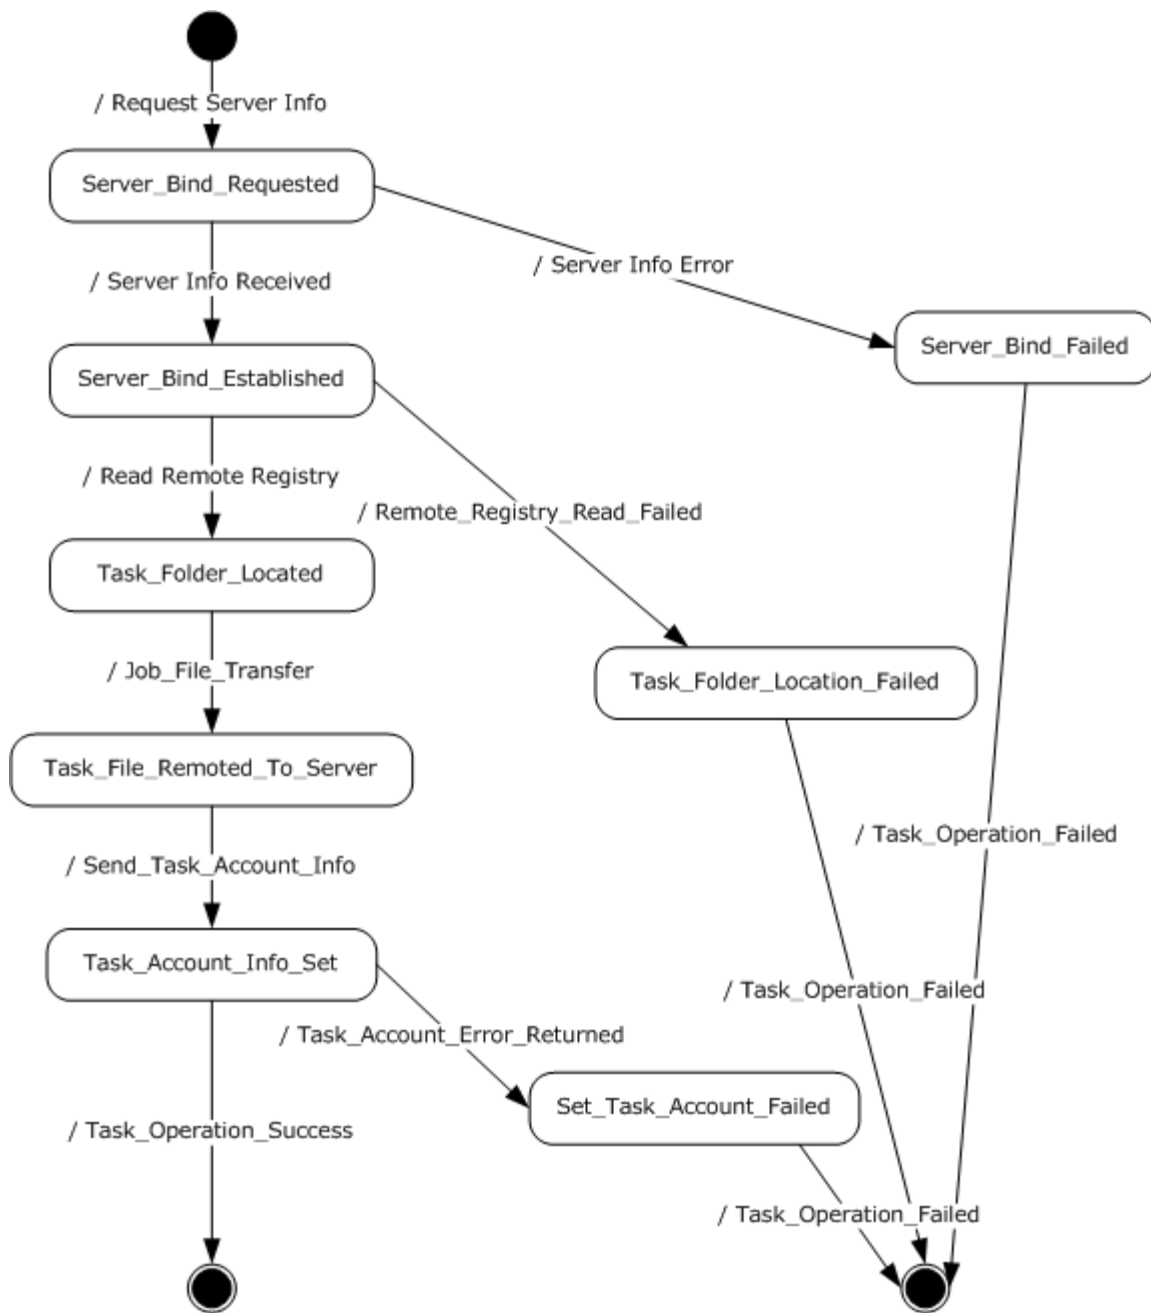 / Request Server Info
Server_Bind_Requested
/ Server Info Error
/ Server Info Received
Server_Bind_Failed
Server_Bind_Established
/ Read Remote Registry
/ Remote_Registry_Read_Failed
Task_Folder_Located
/ Job_File_Transfer
Task_Folder_Location_Failed
Task_File_Remoted_To_Server
/ Task_Operation_Failed
/ Send_Task_Account_Info
Task_Account_Info_Set
/ Task_Operation_Failed
/ Task_Account_Error_Returned
Set_Task_Account_Failed
/ Task_Operation_Success
/ Task_Operation_Failed